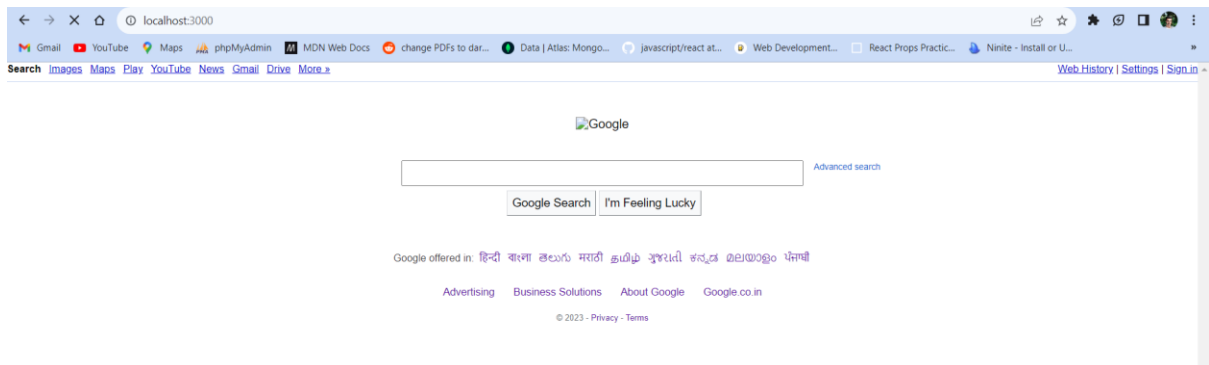 localhost:3000
Gmail YouTube Maps phpMyAdmin MDN Web Docs change PDFs to dar... Data | Atlas: Mongo... javascript/react at... Web Development... React Props Practic... Ninite - Install or U... »
Search Images Maps Play YouTube News Gmail Drive More » Web History | Settings | Sign in
Google
Advanced search
Google Search I'm Feeling Lucky
Google offered in: हिन्दी বাংলা తెలుగు मराठी தமிழ் ગુજરાતી ಕನ್ನಡ മലയാളം ਪੰਜਾਬੀ
Advertising Business Solutions About Google Google.co.in
© 2023 - Privacy - Terms